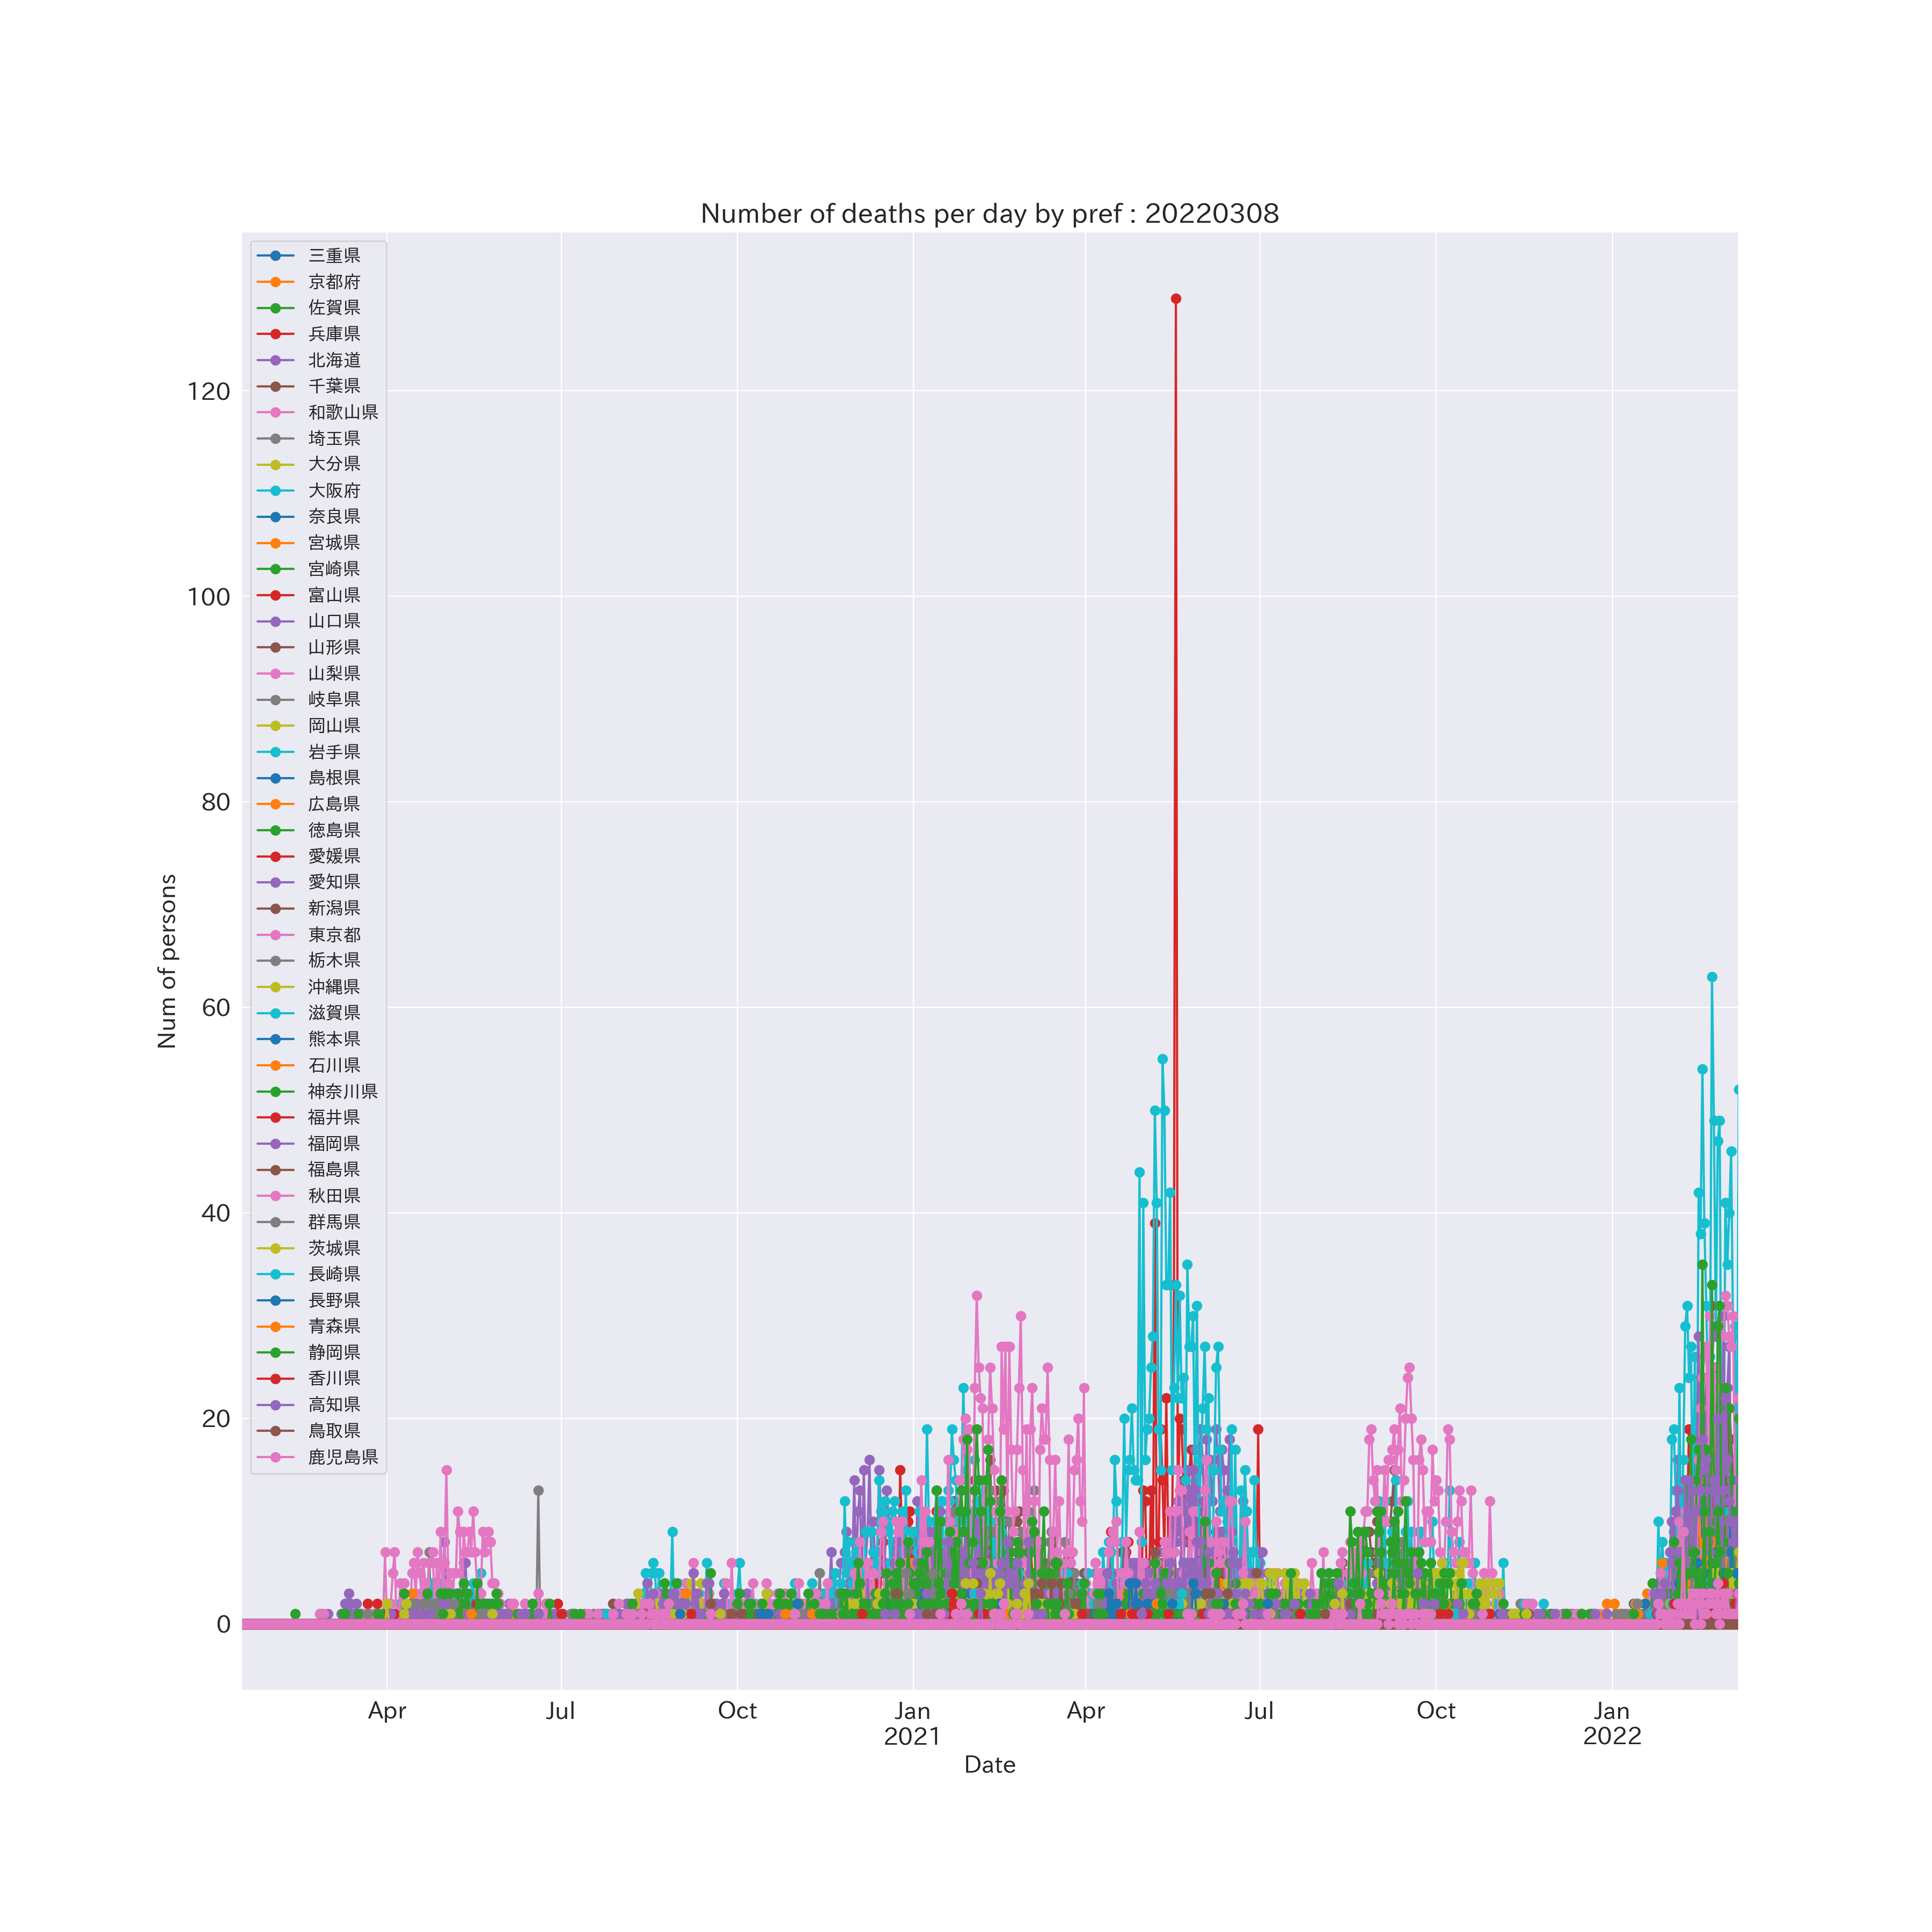 Number of deaths per day by pref : 20220308
三重県
京都府
佐賀県
兵庫県
北海道
千葉県
和歌山県
埼玉県
大分県
大阪府
奈良県
宮城県
宮崎県
富山県
山口県
山形県
山梨県
岐阜県
岡山県
岩手県
島根県
広島県
徳島県
愛媛県
愛知県
新潟県
東京都
栃木県
沖縄県
滋賀県
熊本県
石川県
神奈川県
福井県
福岡県
福島県
秋田県
群馬県
茨城県
長崎県
長野県
青森県
静岡県
香川県
高知県
鳥取県
鹿児島県
120
100
80
60
40
20
0
Num of persons
Apr
Jul
Oct
Jan
2021
Apr
Jul
Oct
Jan
2022
Date